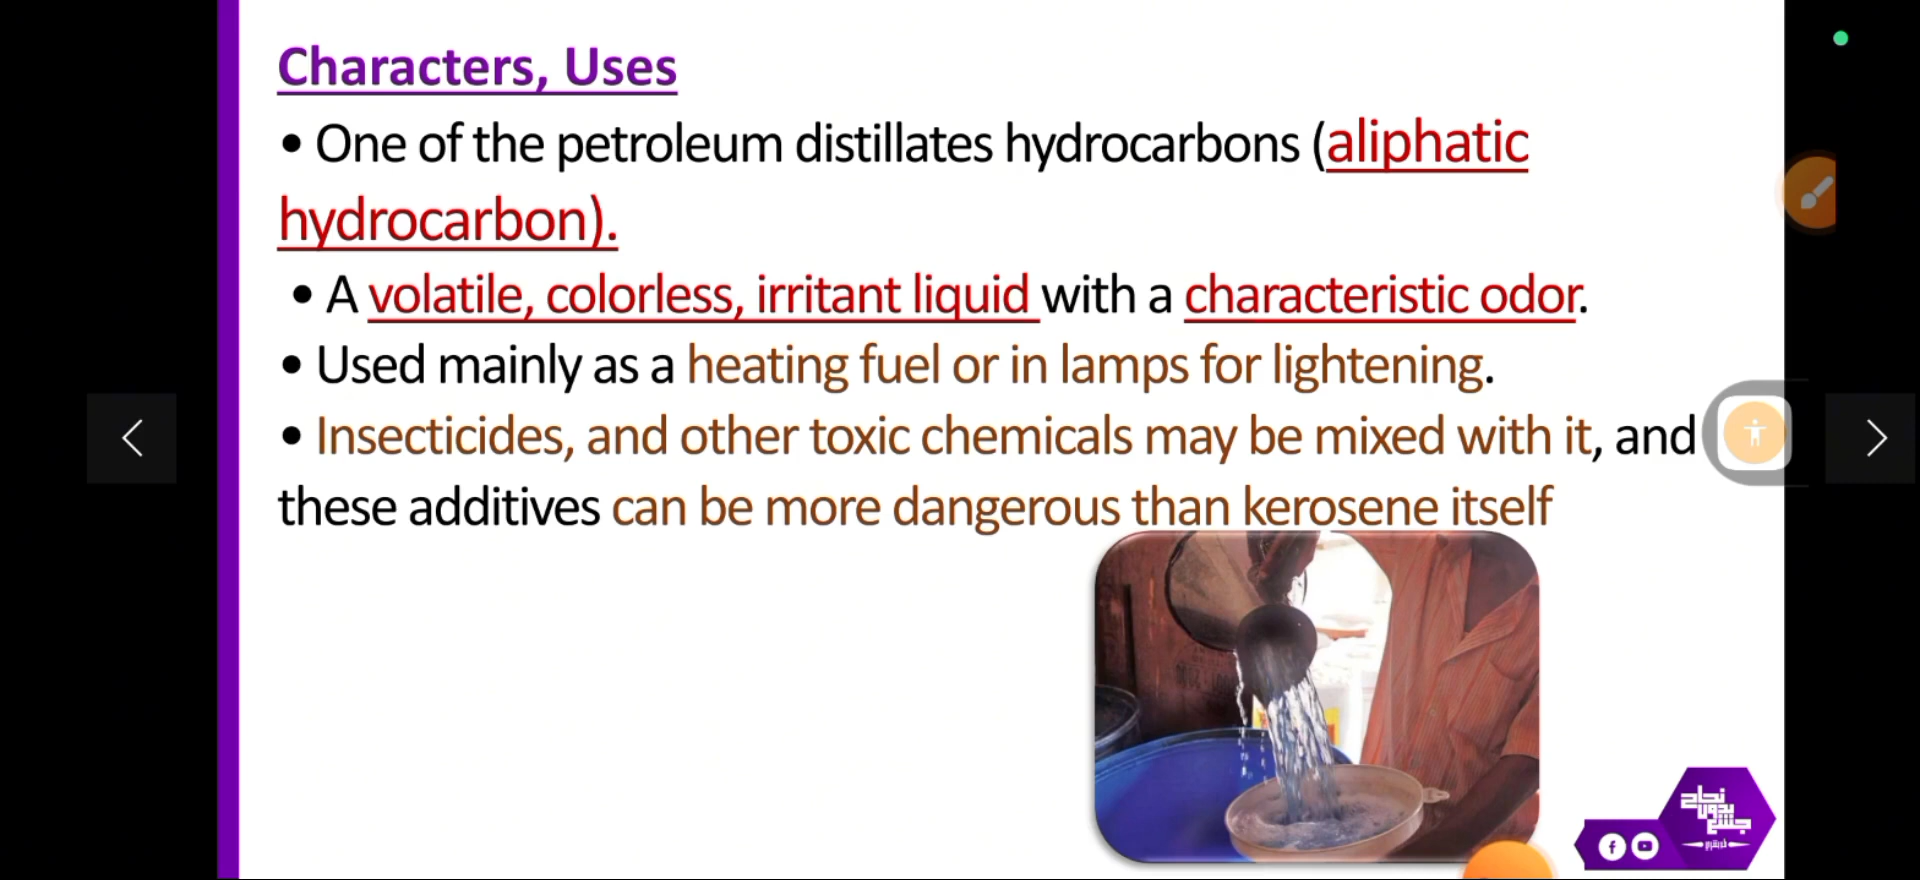 Characters, Uses
• One of the petroleum distillates hydrocarbons (aliphatic
hydrocarbon).
• A volatile, colorless, irritant liquid with a characteristic odor.
• Used mainly as a heating fuel or in lamps for lightening.
• Insecticides, and other toxic chemicals may be mixed with it, and
these additives can be more dangerous than kerosene itself
نجاح
بدون